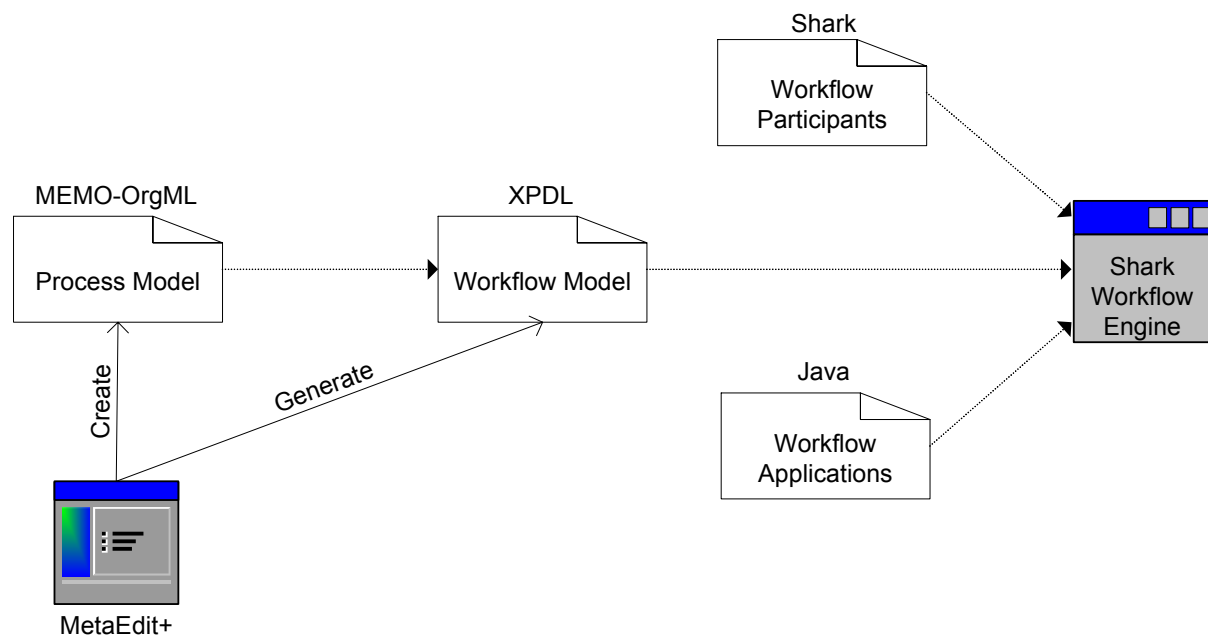 Shark
Workflow
Participants
MEMO-OrgML
Process Model
XPDL
Workflow Model
Shark
Workflow
Engine
Create
Generate
Java
Workflow
Applications
MetaEdit+